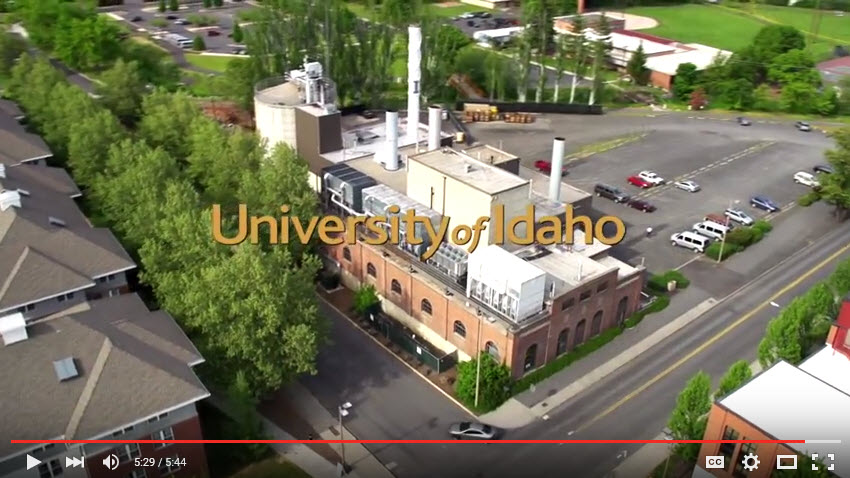 University of Idaho
5:29 / 5:44
CC